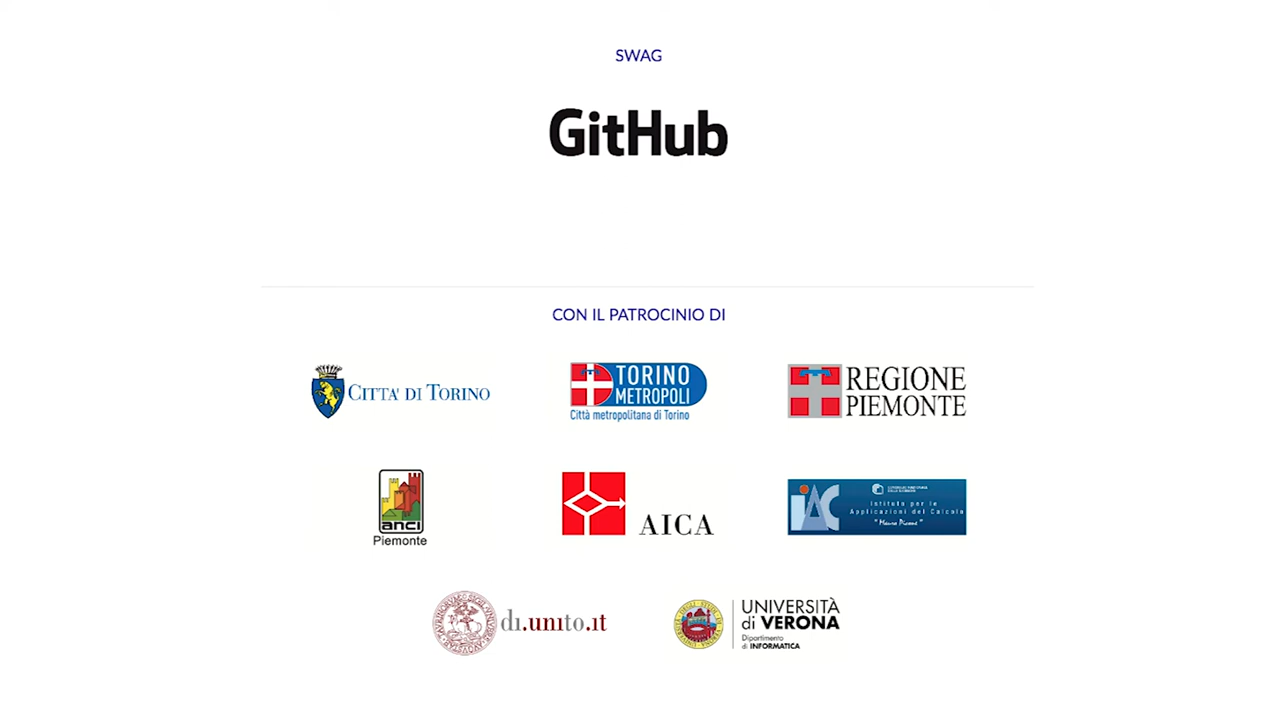 SWAG
GitHub
CON IL PATROCINIO DI
CITTA' DI TORINO
TORINO
METROPOLI
Città metropolitana di Torino
REGIONE
PIEMONTE
anci
Piemonte
AICA
iAC
Istituto per le
Applicazioni del Calcolo
"Mauro Picone"
di.unito.it
UNIVERSITÀ
di VERONA
Dipartimento
di INFORMATICA